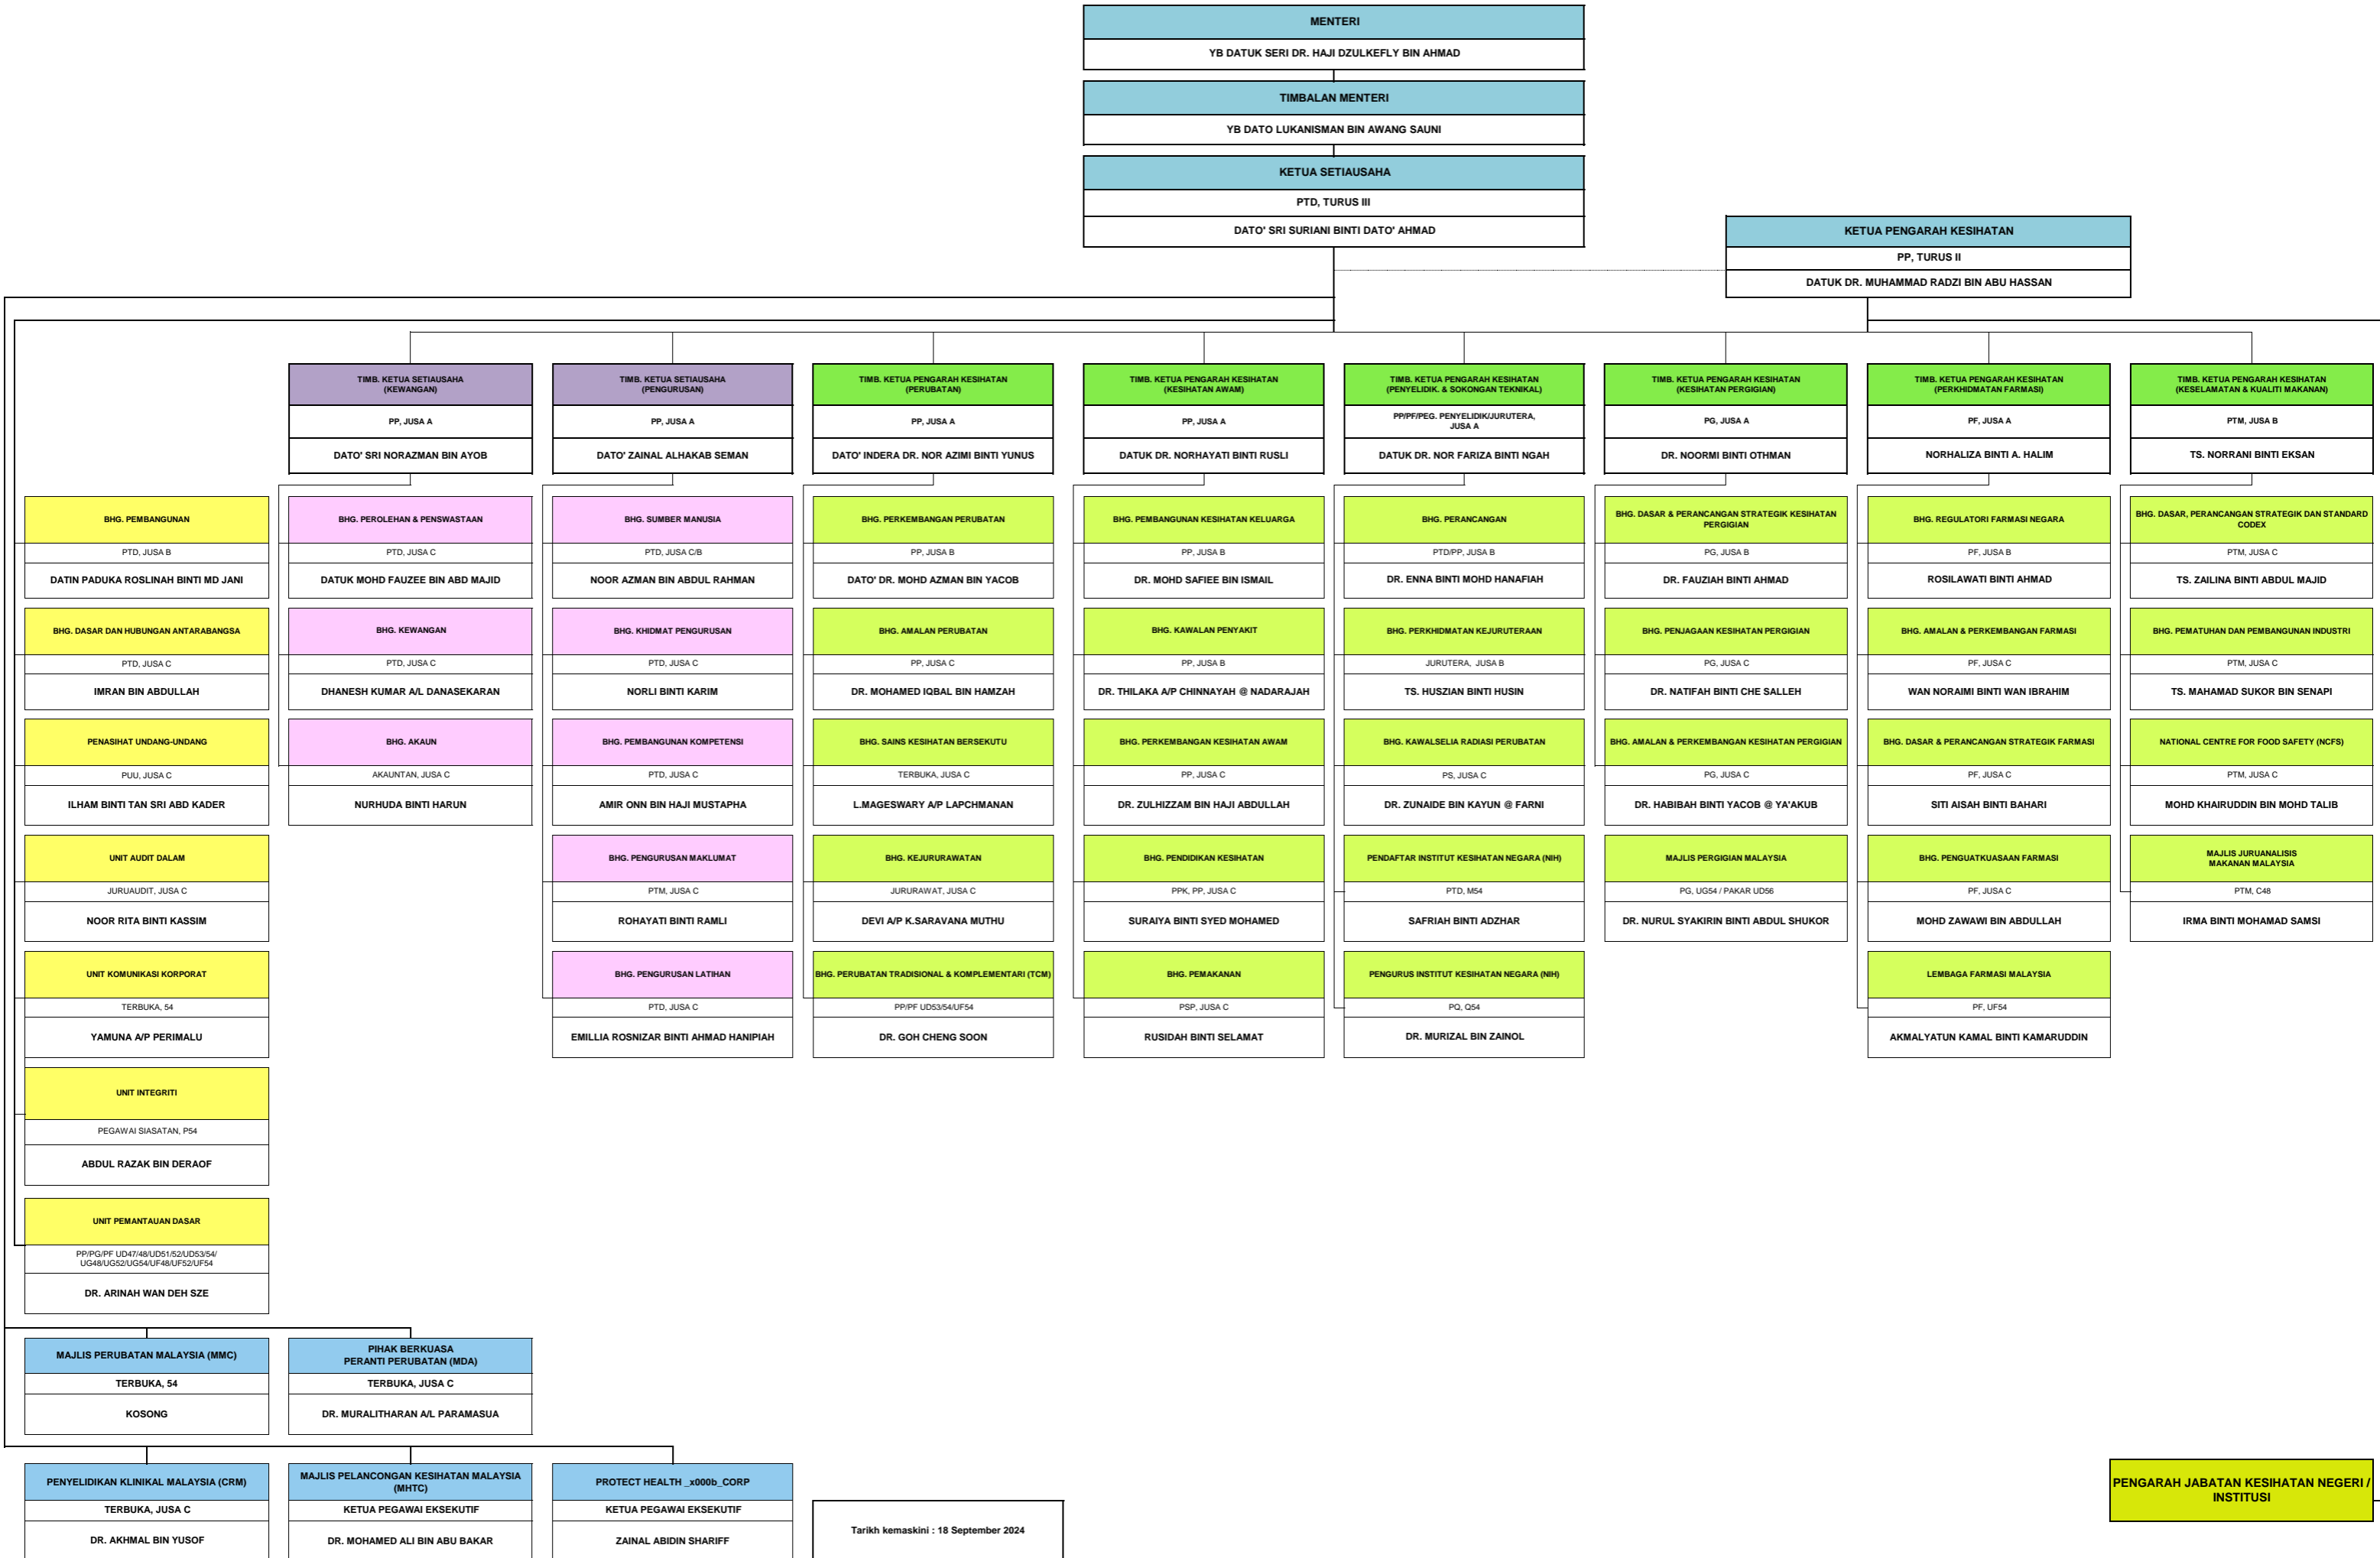 MENTERI
YB DATUK SERI DR. HAJI DZULKEFLY BIN AHMAD
TIMBALAN MENTERI
YB DATO LUKANISMAN BIN AWANG SAUNI
KETUA SETIAUSAHA
PTD, TURUS III
DATO' SRI SURIANI BINTI DATO' AHMAD
KETUA PENGARAH KESIHATAN
PP, TURUS II
DATUK DR. MUHAMMAD RADZI BIN ABU HASSAN
BHG. PEMBANGUNAN
PTD, JUSA B
DATIN PADUKA ROSLINAH BINTI MD JANI
BHG. DASAR DAN HUBUNGAN ANTARABANGSA
PTD, JUSA C
IMRAN BIN ABDULLAH
PENASIHAT UNDANG-UNDANG
PUU, JUSA C
ILHAM BINTI TAN SRI ABD KADER
UNIT AUDIT DALAM
JURUAUDIT, JUSA C
NOOR RITA BINTI KASSIM
UNIT KOMUNIKASI KORPORAT
TERBUKA, 54
YAMUNA A/P PERIMALU
UNIT INTEGRITI
PEGAWAI SIASATAN, P54
ABDUL RAZAK BIN DERAOF
UNIT PEMANTAUAN DASAR
PP/PG/PF UD47/48/UD51/52/UD53/54/
UG48/UG52/UG54/UF48/UF52/UF54
DR. ARINAH WAN DEH SZE
TIMB. KETUA SETIAUSAHA
(KEWANGAN)
PP, JUSA A
DATO' SRI NORAZMAN BIN AYOB
BHG. PEROLEHAN & PENSWASTAAN
PTD, JUSA C
DATUK MOHD FAUZEE BIN ABD MAJID
BHG. KEWANGAN
PTD, JUSA C
DHANESH KUMAR A/L DANASEKARAN
BHG. AKAUN
AKAUNTAN, JUSA C
NURHUDA BINTI HARUN
TIMB. KETUA SETIAUSAHA
(PENGURUSAN)
PP, JUSA A
DATO' ZAINAL ALHAKAB SEMAN
BHG. SUMBER MANUSIA
PTD, JUSA C/B
NOOR AZMAN BIN ABDUL RAHMAN
BHG. KHIDMAT PENGURUSAN
PTD, JUSA C
NORLI BINTI KARIM
BHG. PEMBANGUNAN KOMPETENSI
PTD, JUSA C
AMIR ONN BIN HAJI MUSTAPHA
BHG. PENGURUSAN MAKLUMAT
PTM, JUSA C
ROHAYATI BINTI RAMLI
BHG. PENGURUSAN LATIHAN
PTD, JUSA C
EMILLIA ROSNIZAR BINTI AHMAD HANIPIAH
TIMB. KETUA PENGARAH KESIHATAN
(PERUBATAN)
PP, JUSA A
DATO' INDERA DR. NOR AZIMI BINTI YUNUS
BHG. PERKEMBANGAN PERUBATAN
PP, JUSA B
DATO' DR. MOHD AZMAN BIN YACOB
BHG. AMALAN PERUBATAN
PP, JUSA C
DR. MOHAMED IQBAL BIN HAMZAH
BHG. SAINS KESIHATAN BERSEKUTU
TERBUKA, JUSA C
L.MAGESWARY A/P LAPCHMANAN
BHG. KEJURURAWATAN
JURURAWAT, JUSA C
DEVI A/P K.SARAVANA MUTHU
BHG. PERUBATAN TRADISIONAL & KOMPLEMENTARI (TCM)
PP/PF UD53/54/UF54
DR. GOH CHENG SOON
TIMB. KETUA PENGARAH KESIHATAN
(KESIHATAN AWAM)
PP, JUSA A
DATUK DR. NORHAYATI BINTI RUSLI
BHG. PEMBANGUNAN KESIHATAN KELUARGA
PP, JUSA B
DR. MOHD SAFIEE BIN ISMAIL
BHG. KAWALAN PENYAKIT
PP, JUSA B
DR. THILAKA A/P CHINNAYAH @ NADARAJAH
BHG. PERKEMBANGAN KESIHATAN AWAM
PP, JUSA C
DR. ZULHIZZAM BIN HAJI ABDULLAH
BHG. PENDIDIKAN KESIHATAN
PPK, PP, JUSA C
SURAIYA BINTI SYED MOHAMED
BHG. PEMAKANAN
PSP, JUSA C
RUSIDAH BINTI SELAMAT
TIMB. KETUA PENGARAH KESIHATAN
(PENYELIDIK. & SOKONGAN TEKNIKAL)
PP/PF/PEG. PENYELIDIK/JURUTERA,
JUSA A
DATUK DR. NOR FARIZA BINTI NGAH
BHG. PERANCANGAN
PTD/PP, JUSA B
DR. ENNA BINTI MOHD HANAFIAH
BHG. PERKHIDMATAN KEJURUTERAAN
JURUTERA, JUSA B
TS. HUSZIAN BINTI HUSIN
BHG. KAWALSELIA RADIASI PERUBATAN
PS, JUSA C
DR. ZUNAIDE BIN KAYUN @ FARNI
PENDAFTAR INSTITUT KESIHATAN NEGARA (NIH)
PTD, M54
SAFRIAH BINTI ADZHAR
PENGURUS INSTITUT KESIHATAN NEGARA (NIH)
PQ, Q54
DR. MURIZAL BIN ZAINOL
TIMB. KETUA PENGARAH KESIHATAN
(KESIHATAN PERGIGIAN)
PG, JUSA A
DR. NOORMI BINTI OTHMAN
BHG. DASAR & PERANCANGAN STRATEGIK KESIHATAN
PERGIGIAN
PG, JUSA B
DR. FAUZIAH BINTI AHMAD
BHG. PENJAGAAN KESIHATAN PERGIGIAN
PG, JUSA C
DR. NATIFAH BINTI CHE SALLEH
BHG. AMALAN & PERKEMBANGAN KESIHATAN PERGIGIAN
PG, JUSA C
DR. HABIBAH BINTI YACOB @ YA'AKUB
MAJLIS PERGIGIAN MALAYSIA
PG, UG54 / PAKAR UD56
DR. NURUL SYAKIRIN BINTI ABDUL SHUKOR
TIMB. KETUA PENGARAH KESIHATAN
(PERKHIDMATAN FARMASI)
PF, JUSA A
NORHALIZA BINTI A. HALIM
BHG. REGULATORI FARMASI NEGARA
PF, JUSA B
ROSILAWATI BINTI AHMAD
BHG. AMALAN & PERKEMBANGAN FARMASI
PF, JUSA C
WAN NORAIMI BINTI WAN IBRAHIM
BHG. DASAR & PERANCANGAN STRATEGIK FARMASI
PF, JUSA C
SITI AISAH BINTI BAHARI
BHG. PENGUATKUASAAN FARMASI
PF, JUSA C
MOHD ZAWAWI BIN ABDULLAH
LEMBAGA FARMASI MALAYSIA
PF, UF54
AKMALYATUN KAMAL BINTI KAMARUDDIN
TIMB. KETUA PENGARAH KESIHATAN
(KESELAMATAN & KUALITI MAKANAN)
PTM, JUSA B
TS. NORRANI BINTI EKSAN
BHG. DASAR, PERANCANGAN STRATEGIK DAN STANDARD
CODEX
PTM, JUSA C
TS. ZAILINA BINTI ABDUL MAJID
BHG. PEMATUHAN DAN PEMBANGUNAN INDUSTRI
PTM, JUSA C
TS. MAHAMAD SUKOR BIN SENAPI
NATIONAL CENTRE FOR FOOD SAFETY (NCFS)
PTM, JUSA C
MOHD KHAIRUDDIN BIN MOHD TALIB
MAJLIS JURUANALISIS
MAKANAN MALAYSIA
PTM, C48
IRMA BINTI MOHAMAD SAMSI
MAJLIS PERUBATAN MALAYSIA (MMC)
TERBUKA, 54
KOSONG
PIHAK BERKUASA
PERANTI PERUBATAN (MDA)
TERBUKA, JUSA C
DR. MURALITHARAN A/L PARAMASUA
PENYELIDIKAN KLINIKAL MALAYSIA (CRM)
TERBUKA, JUSA C
DR. AKHMAL BIN YUSOF
MAJLIS PELANCONGAN KESIHATAN MALAYSIA
(MHTC)
KETUA PEGAWAI EKSEKUTIF
DR. MOHAMED ALI BIN ABU BAKAR
PROTECT HEALTH _x000b_CORP
KETUA PEGAWAI EKSEKUTIF
ZAINAL ABIDIN SHARIFF
Tarikh kemaskini : 18 September 2024
PENGARAH JABATAN KESIHATAN NEGERI /
INSTITUSI